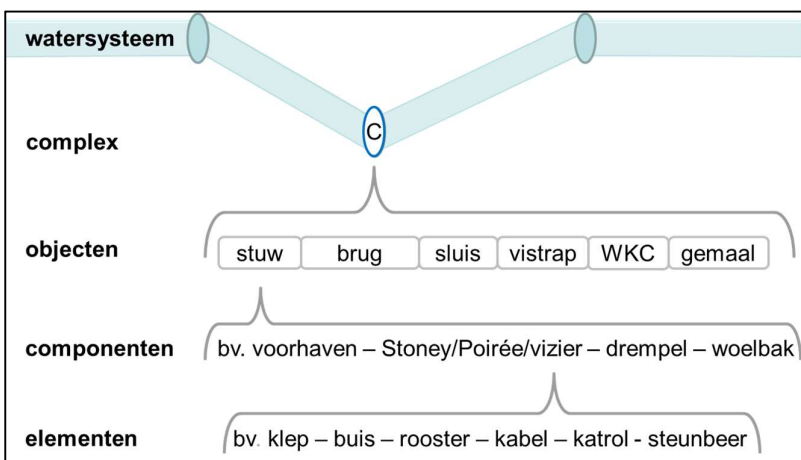 watersysteem
C
complex
objecten stuw brug sluis vistrap WKC gemaal
componenten bv. voorhaven – Stoney/Poirée/vizier – drempel – woelbak
elementen bv. klep – buis – rooster – kabel – katrol - steunbeer